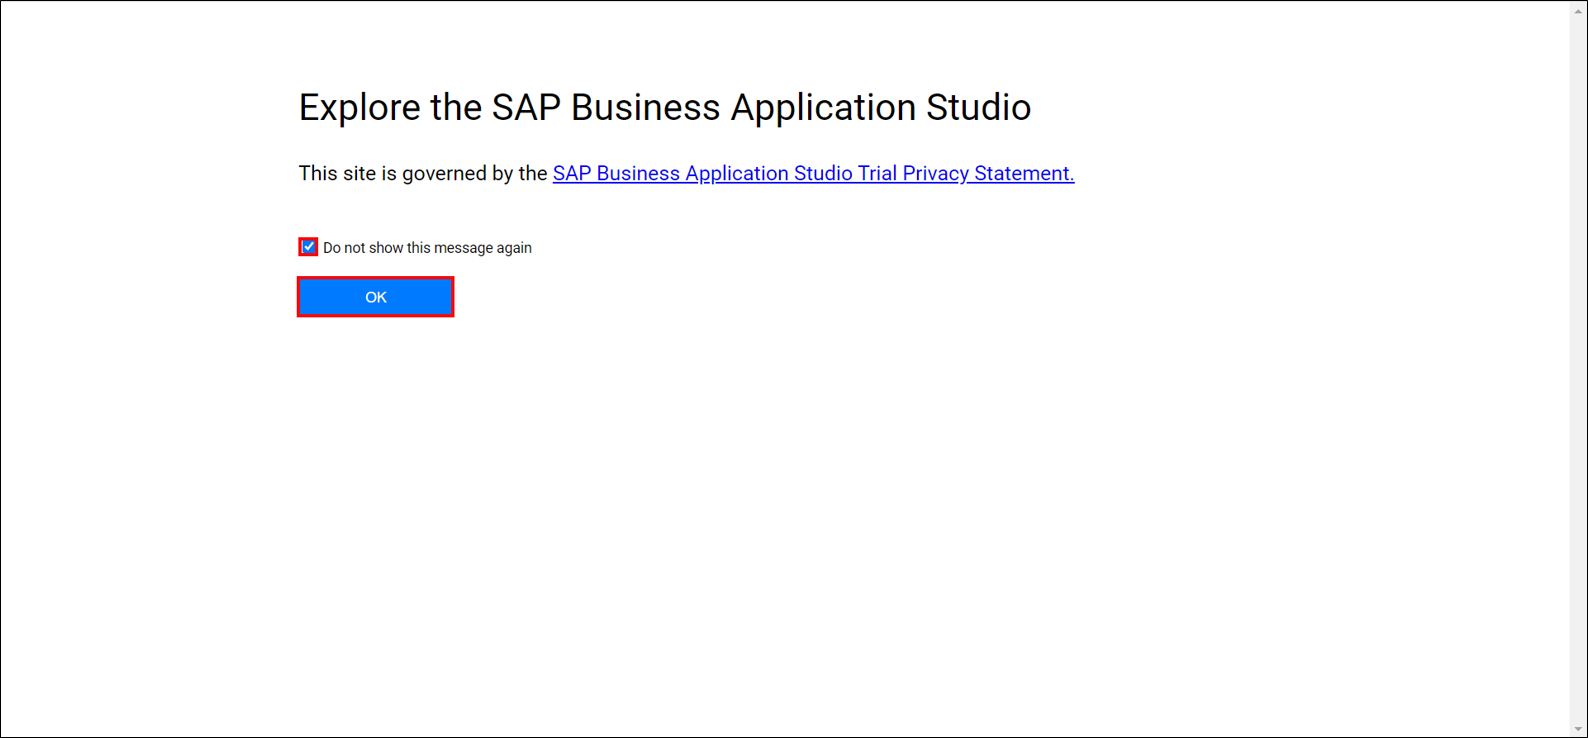 Explore the SAP Business Application Studio
This site is governed by the SAP Business Application Studio Trial Privacy Statement.
Do not show this message again
OK